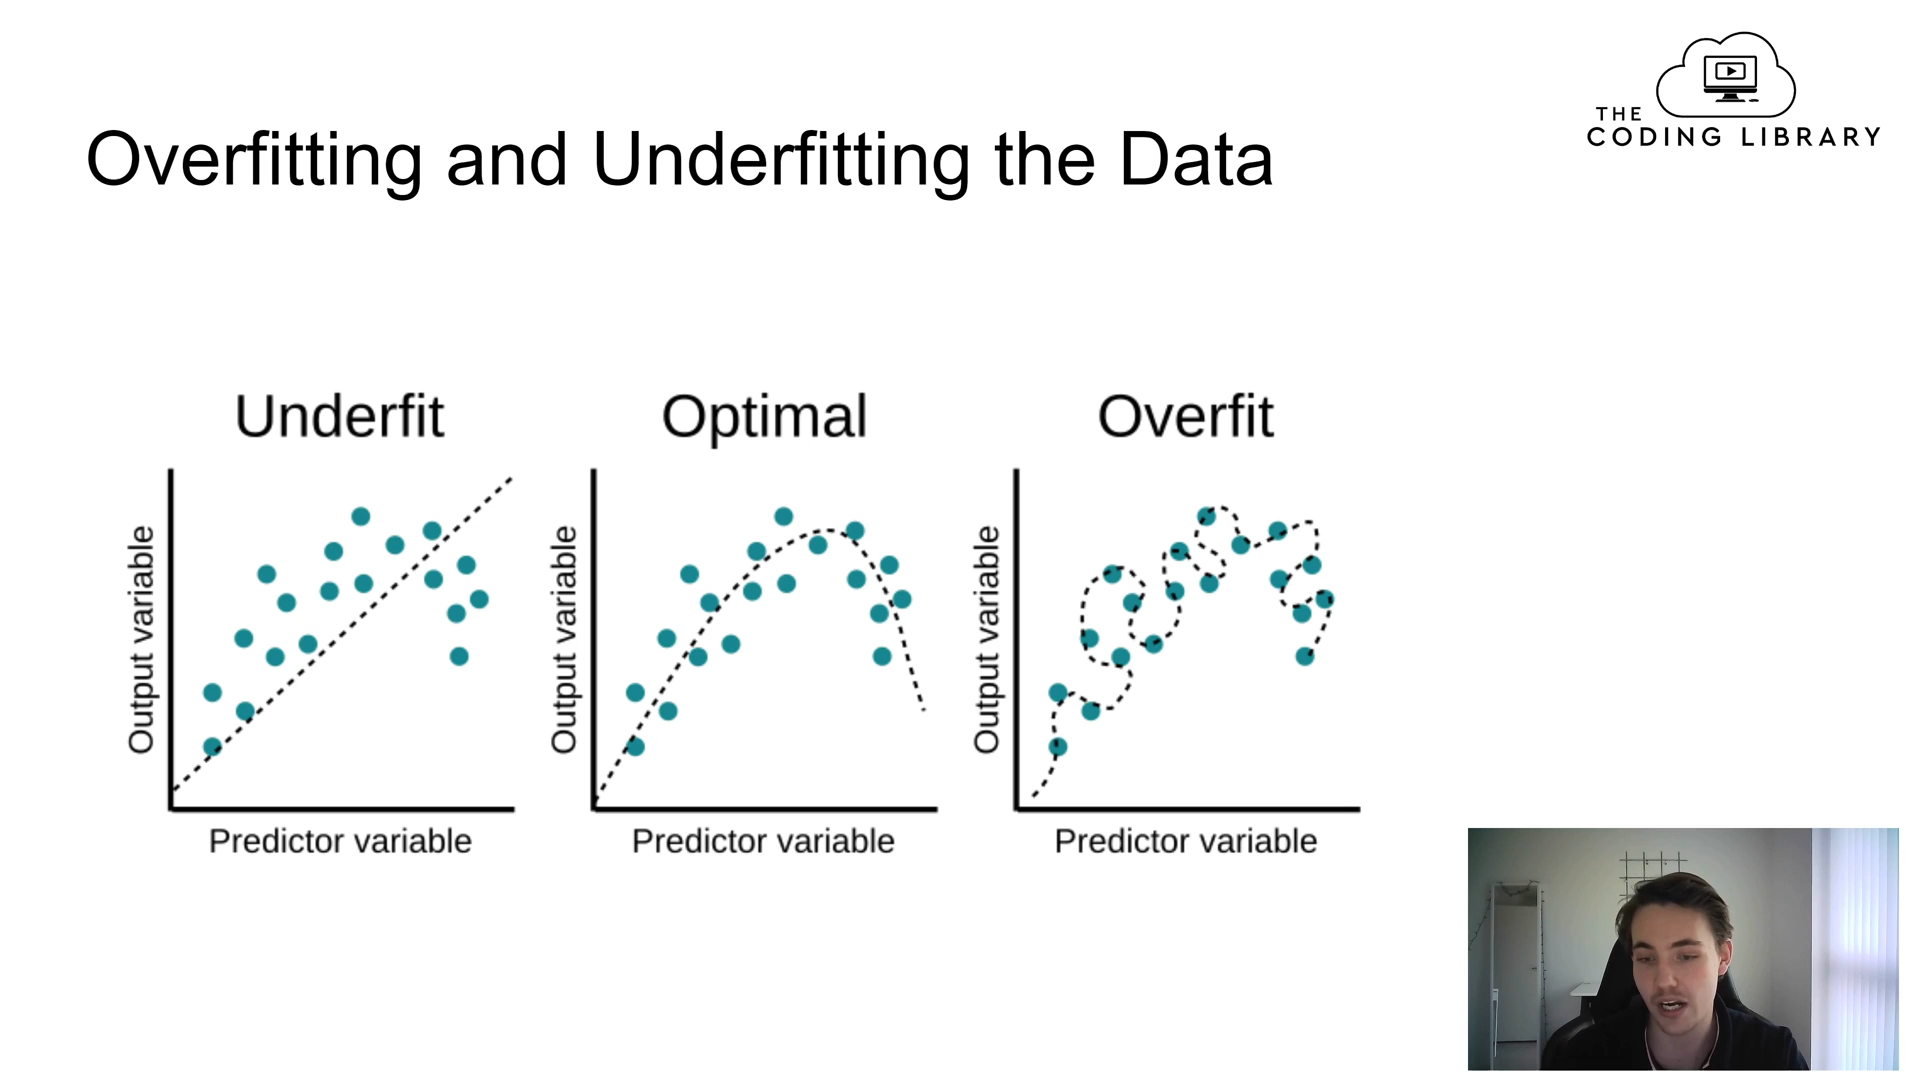 THE
CODING LIBRARY
Overfitting and Underfitting the Data
Underfit
Output variable
Predictor variable
Optimal
Output variable
Predictor variable
Overfit
Output variable
Predictor variable